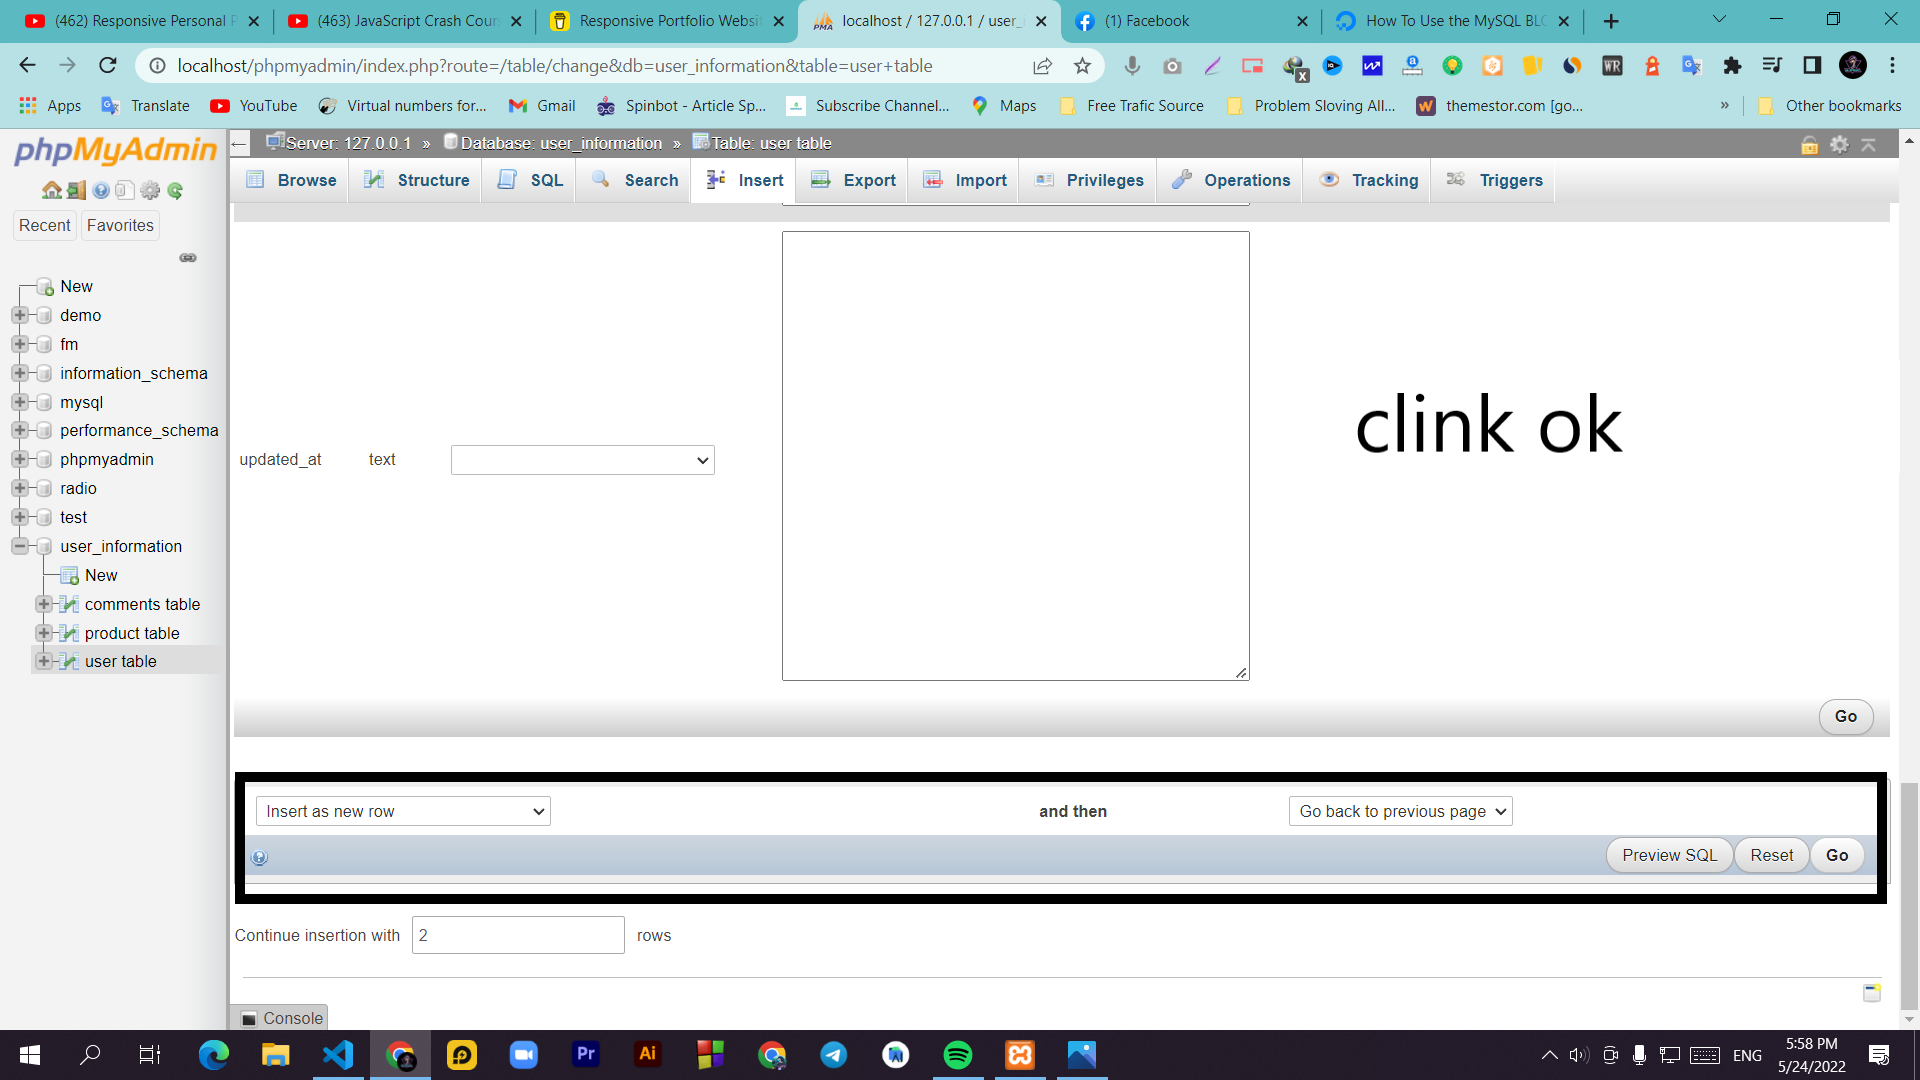 (462) Responsive Personal P
(463) JavaScript Crash Cour
Responsive Portfolio Websit
localhost / 127.0.0.1 / user_
(1) Facebook
How To Use the MySQL BLO
localhost/phpmyadmin/index.php?route=/table/change&db=user_information&table=user+table
Apps
Translate
YouTube
Virtual numbers for...
Gmail
Spinbot - Article Sp...
Subscribe Channel...
Maps
Free Trafic Source
Problem Sloving All...
themestor.com [go...
»
Other bookmarks
phpMyAdmin
Server: 127.0.0.1 » Database: user_information » Table: user table
Browse
Structure
SQL
Search
Insert
Export
Import
Privileges
Operations
Tracking
Triggers
Recent
Favorites
New
demo
fm
information_schema
mysql
performance_schema
phpmyadmin
radio
test
user_information
New
comments table
product table
user table
updated_at
text
clink ok
Go
Insert as new row
and then
Go back to previous page
Preview SQL
Reset
Go
Continue insertion with
2
rows
Console
Pr
Ai
ENG
5:58 PM
5/24/2022